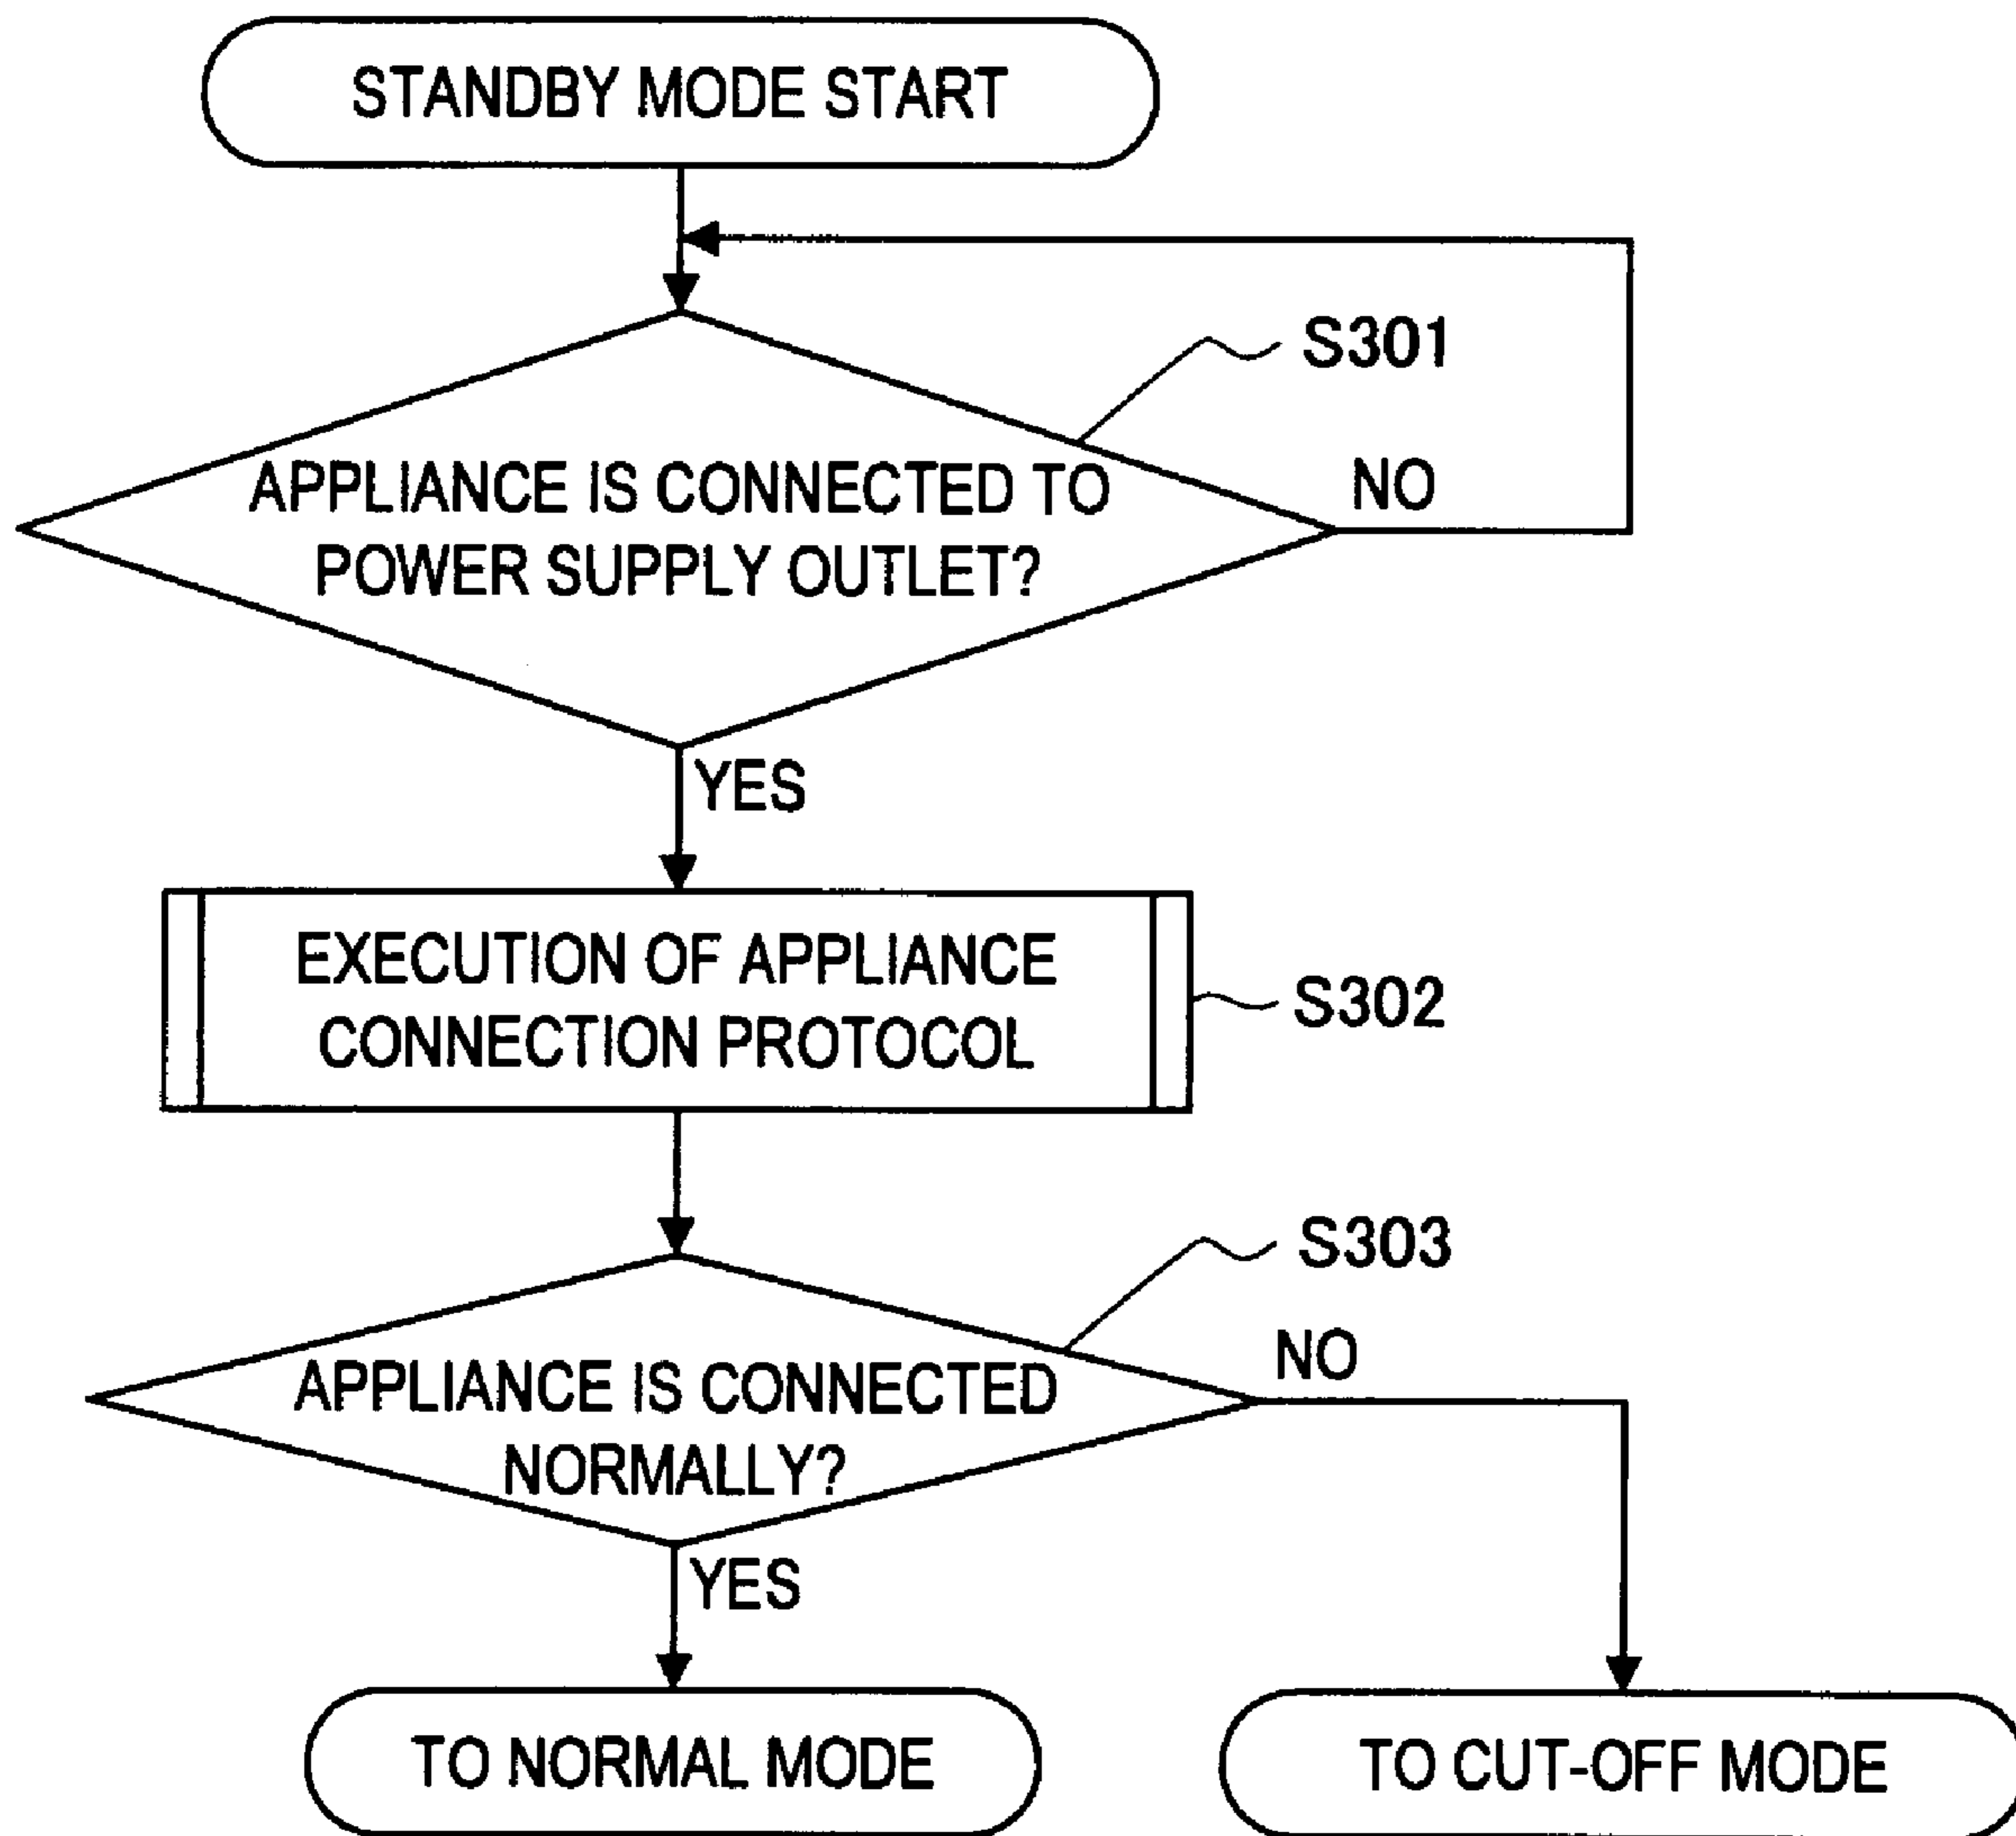 STANDBY MODE START
S301
APPLIANCE IS CONNECTED TO
POWER SUPPLY OUTLET?
NO
YES
EXECUTION OF APPLIANCE
CONNECTION PROTOCOL
S302
S303
APPLIANCE IS CONNECTED
NORMALLY?
NO
YES
TO NORMAL MODE
TO CUT-OFF MODE